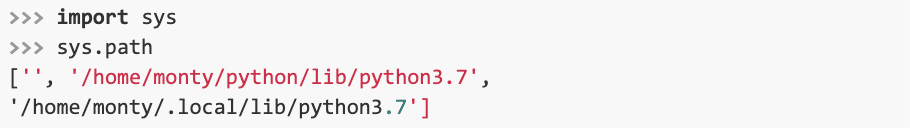 >>> import sys
>>> sys.path
['', '/home/monty/python/lib/python3.7',
'/home/monty/.local/lib/python3.7']